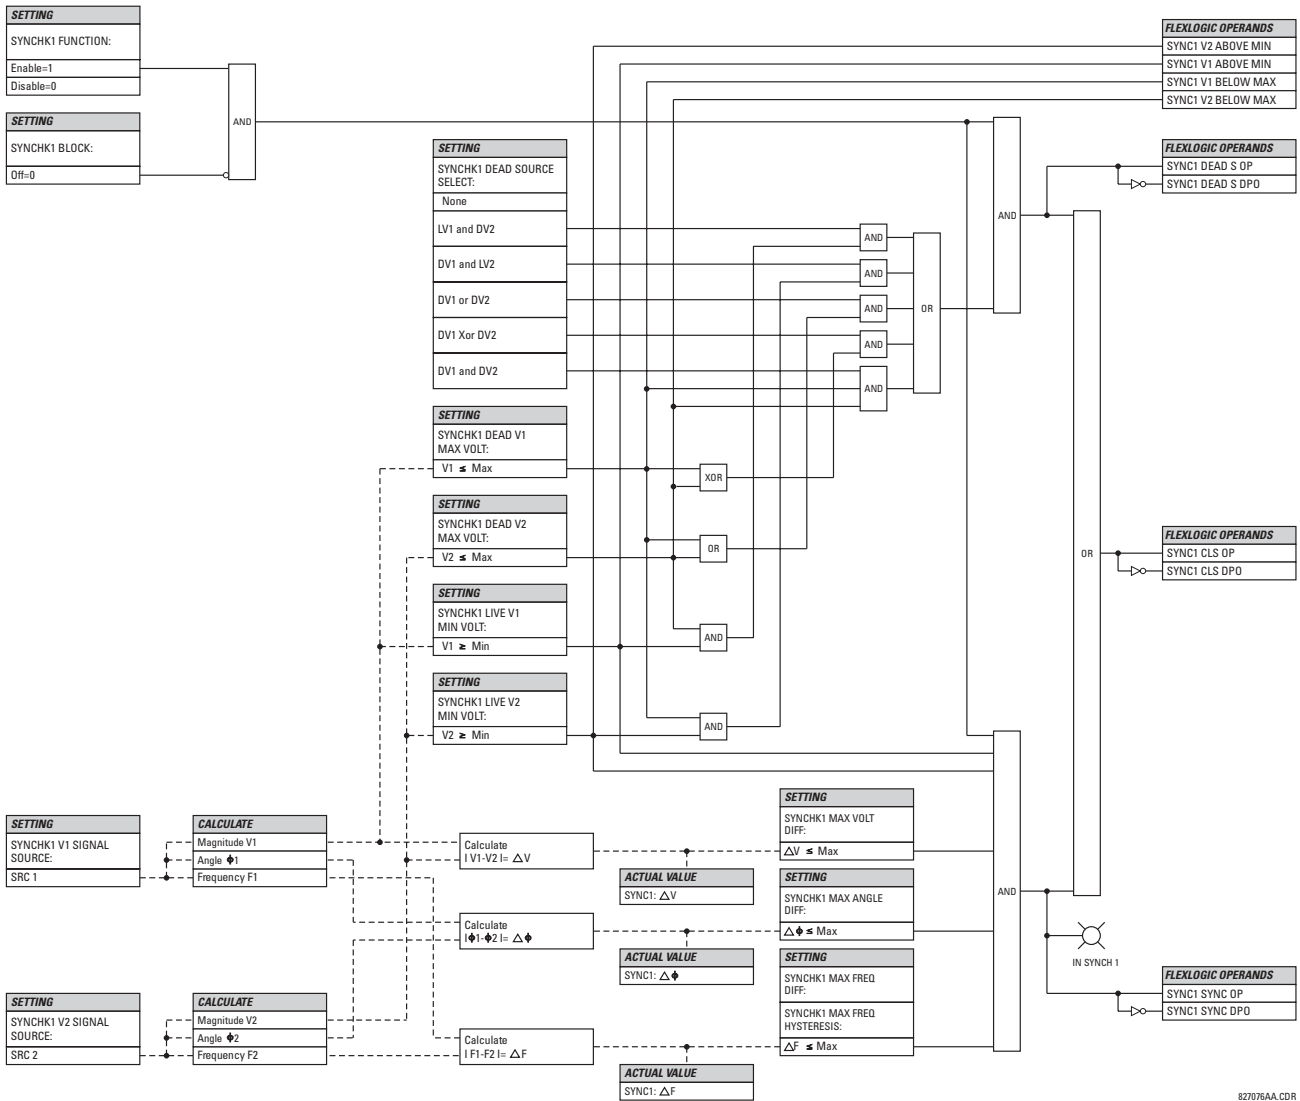 SETTING
SYNCHK1 FUNCTION:
Enable=1
Disable=0
SETTING
SYNCHK1 BLOCK:
Off=0
AND
SETTING
SYNCHK1 DEAD SOURCE
SELECT:
None
LV1 and DV2
DV1 and LV2
DV1 or DV2
DV1 Xor DV2
DV1 and DV2
AND
AND
AND
AND
AND
OR
AND
FLEXLOGIC OPERANDS
SYNC1 V2 ABOVE MIN
SYNC1 V1 ABOVE MIN
SYNC1 V1 BELOW MAX
SYNC1 V2 BELOW MAX
FLEXLOGIC OPERANDS
SYNC1 DEAD S OP
SYNC1 DEAD S DPO
SETTING
SYNCHK1 DEAD V1
MAX VOLT:
V1 ≤ Max
XOR
SETTING
SYNCHK1 DEAD V2
MAX VOLT:
V2 ≤ Max
OR
SETTING
SYNCHK1 LIVE V1
MIN VOLT:
V1 ≥ Min
AND
SETTING
SYNCHK1 LIVE V2
MIN VOLT:
V2 ≥ Min
AND
OR
FLEXLOGIC OPERANDS
SYNC1 CLS OP
SYNC1 CLS DPO
SETTING
SYNCHK1 V1 SIGNAL
SOURCE:
SRC 1
CALCULATE
Magnitude V1
Angle Φ1
Frequency F1
Calculate
I V1-V2 I= △V
ACTUAL VALUE
SYNC1: △V
SETTING
SYNCHK1 MAX VOLT
DIFF:
△V ≤ Max
Calculate
IΦ1-Φ2 I= △Φ
ACTUAL VALUE
SYNC1: △Φ
SETTING
SYNCHK1 MAX ANGLE
DIFF:
△Φ ≤ Max
SETTING
SYNCHK1 MAX FREQ
DIFF:
SYNCHK1 MAX FREQ
HYSTERESIS:
△F ≤ Max
AND
IN SYNCH 1
FLEXLOGIC OPERANDS
SYNC1 SYNC OP
SYNC1 SYNC DPO
SETTING
SYNCHK1 V2 SIGNAL
SOURCE:
SRC 2
CALCULATE
Magnitude V2
Angle Φ2
Frequency F2
Calculate
I F1-F2 I= △F
ACTUAL VALUE
SYNC1: △F
827076AA.CDR